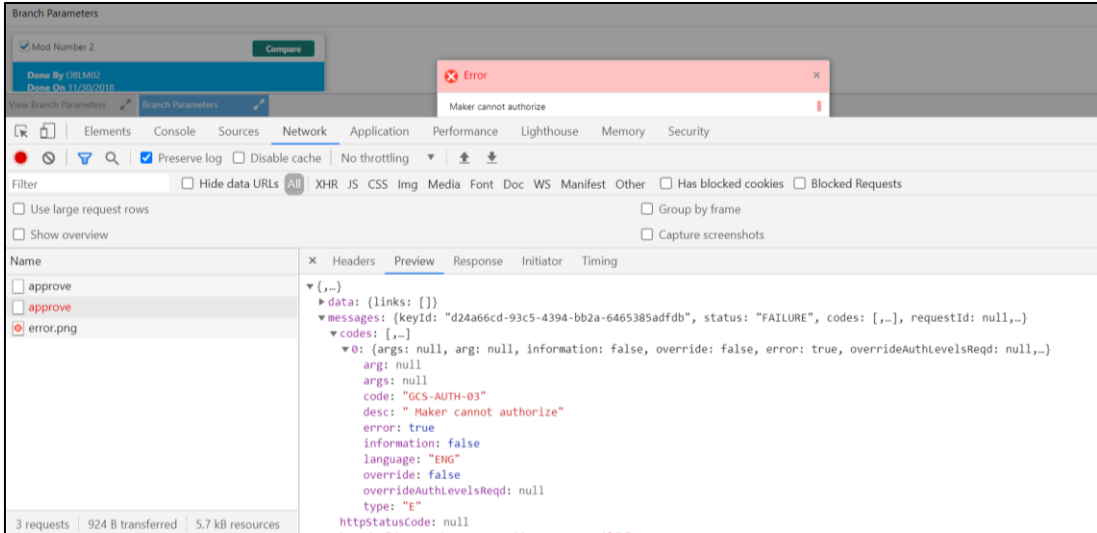 Branch Parameters
Mod Number 2 Compare
Done By OBLM02
Done On 11/30/2018
Error ×
Maker cannot authorize
View Branch Parameters Branch Parameters
Elements Console Sources Network Application Performance Lighthouse Memory Security
Preserve log Disable cache No throttling
Filter Hide data URLs All XHR JS CSS Img Media Font Doc WS Manifest Other Has blocked cookies Blocked Requests
Use large request rows Group by frame
Show overview Capture screenshots
Name × Headers Preview Response Initiator Timing
approve
approve
error.png
▼{,…}
▶data: {links: []}
▼messages: {keyId: "d24a66cd-93c5-4394-bb2a-6465385adfdb", status: "FAILURE", codes: [,…], requestId: null,…}
▼codes: [,…]
▼0: {args: null, arg: null, information: false, override: false, error: true, overrideAuthLevelsReqd: null,…}
arg: null
args: null
code: "GCS-AUTH-03"
desc: " Maker cannot authorize"
error: true
information: false
language: "ENG"
override: false
overrideAuthLevelsReqd: null
type: "E"
httpStatusCode: null
3 requests 924 B transferred 5.7 kB resources